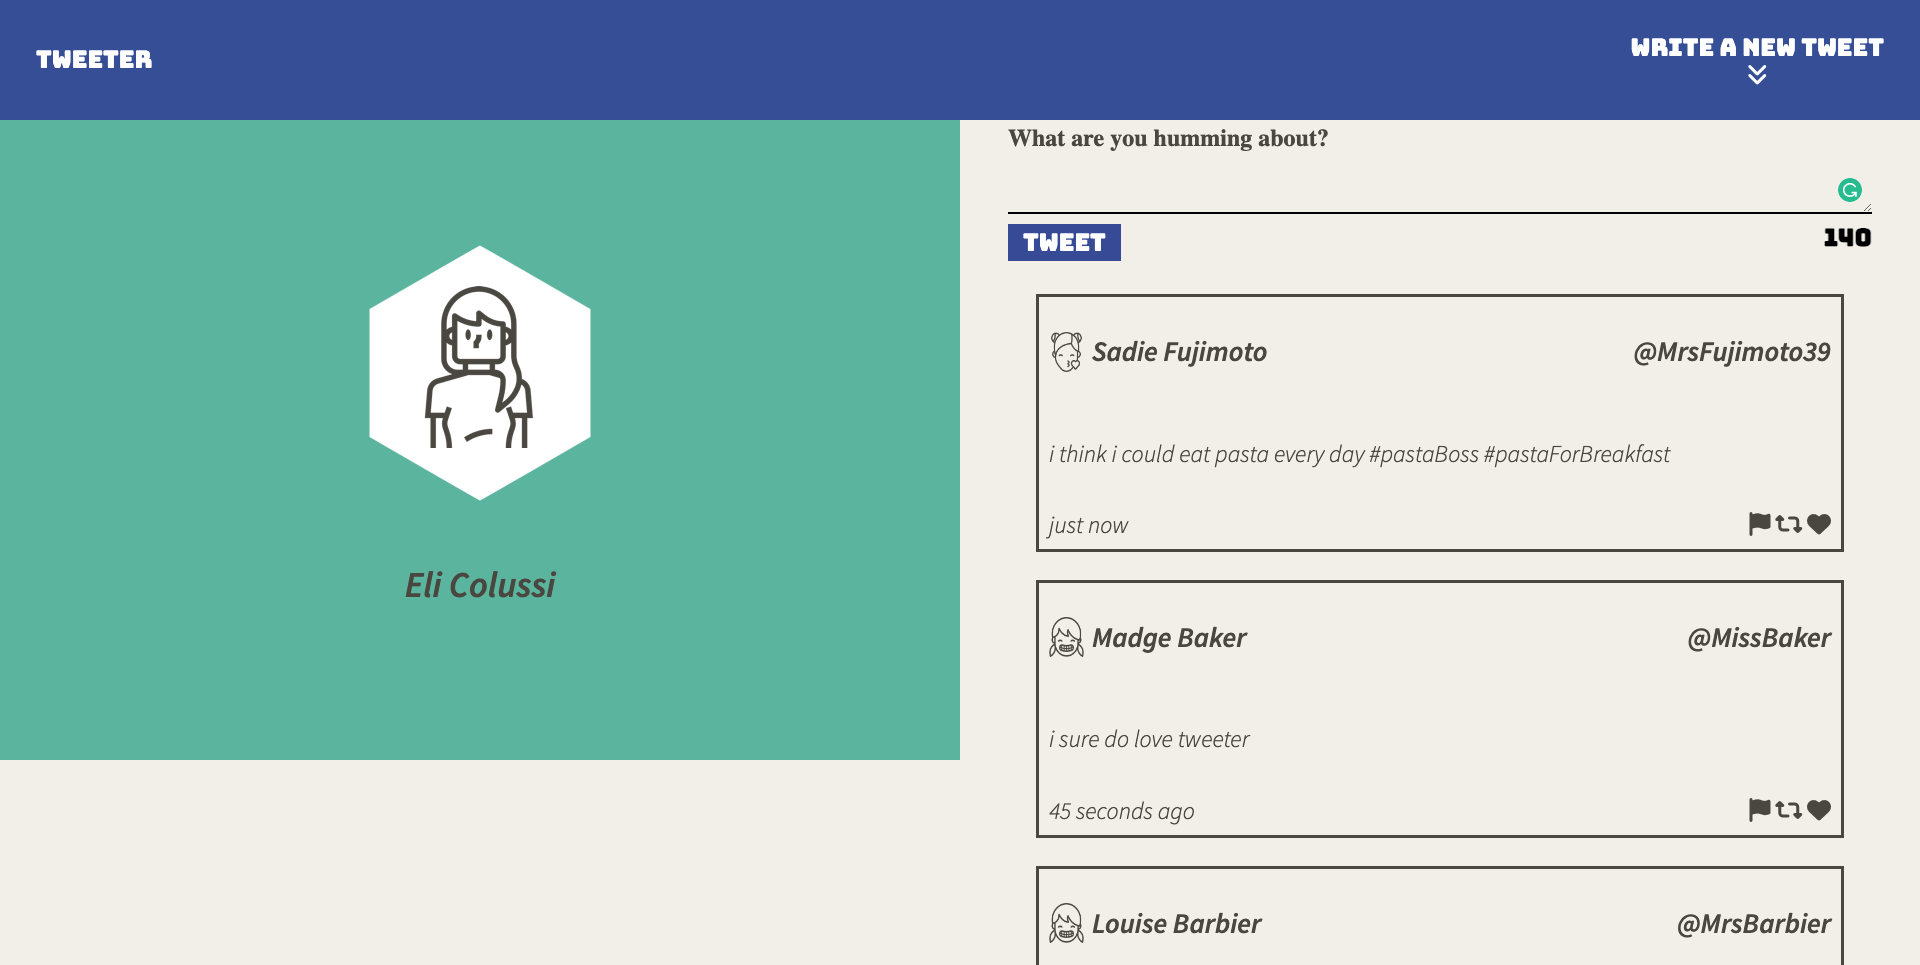 TWEETER
WRITE A NEW TWEET
Eli Colussi
What are you humming about?
TWEET
140
Sadie Fujimoto
@MrsFujimoto39
i think i could eat pasta every day #pastaBoss #pastaForBreakfast
just now
Madge Baker
@MissBaker
i sure do love tweeter
45 seconds ago
Louise Barbier
@MrsBarbier